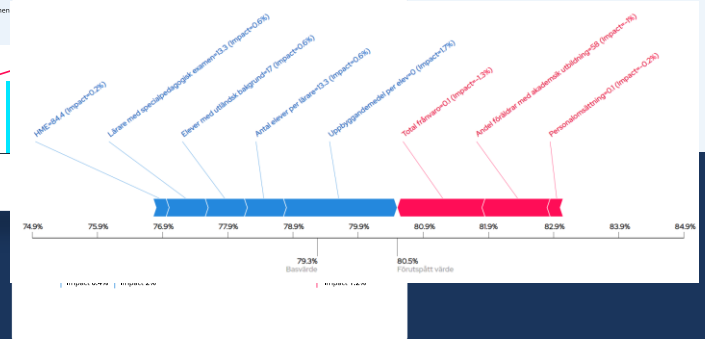 HME=84.4 (Impact=0.2%)
Lärare med specialpedagogisk examen=13.3 (Impact=0.6%)
Elever med utländsk bakgrund=17 (Impact=0.6%)
Antal elever per lärare=13.3 (Impact=0.6%)
Uppbyggandemedel per elev=0 (Impact=1.7%)
Total frånvaro=0.1 (Impact=-1.3%)
Andel föräldrar med akademisk utbildning=58 (Impact=-1%)
Personalomsättning=0.1 (Impact=-0.2%)
74.9% 75.9% 76.9% 77.9% 78.9% 79.9% 80.9% 81.9% 82.9% 83.9% 84.9%
79.3% 80.5%
Basvärde Förutspått värde